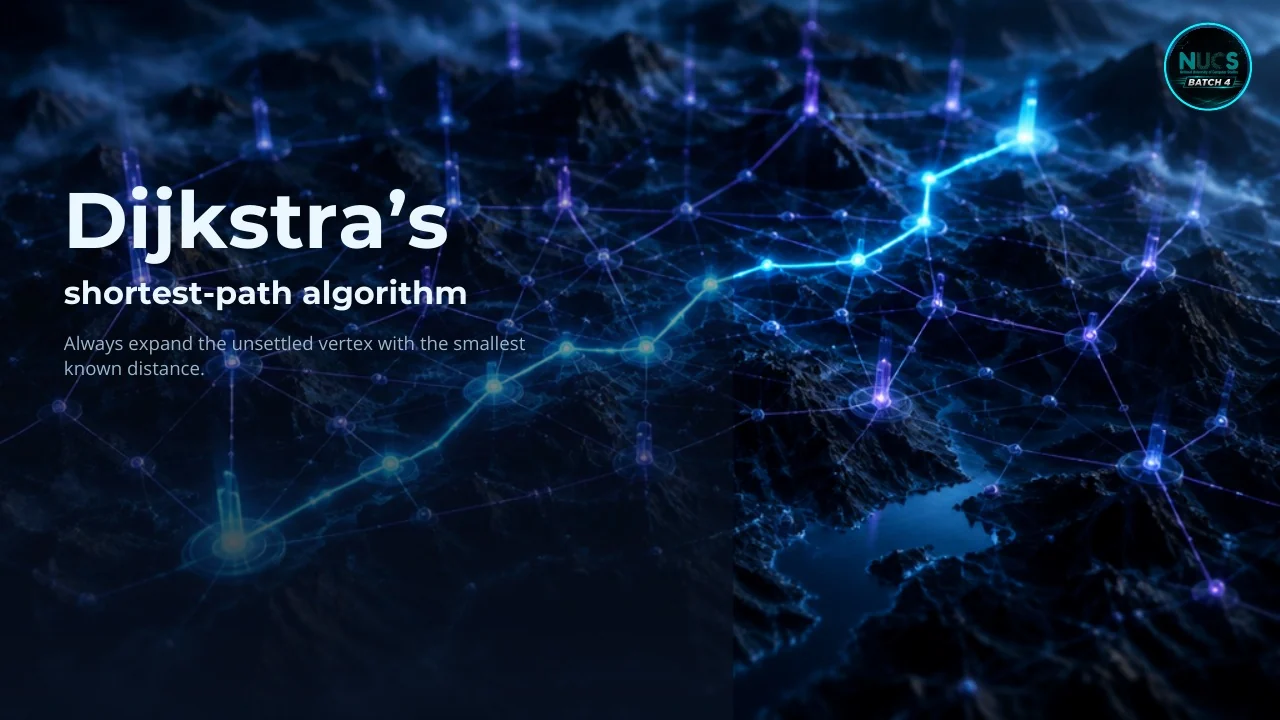 NUCS
BATCH 4
Dijkstra’s
shortest-path algorithm
Always expand the unsettled vertex with the smallest
known distance.